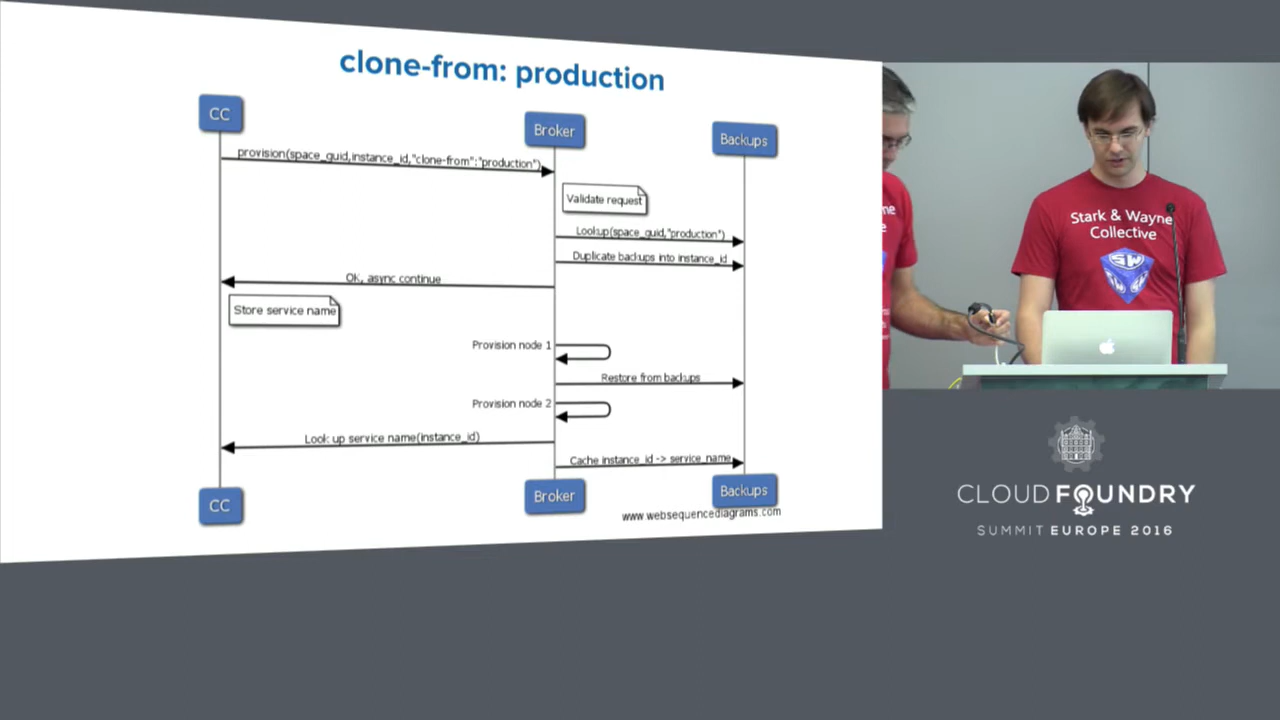 clone-from: production
CC
Broker
Backups
provision(space_guid,instance_id,"clone-from":"production")
Validate request
Lookup(space_guid,"production")
Duplicate backups into instance_id
Ok, async continue
Store service name
Provision node 1
Restore from backups
Provision node 2
Look up service name(instance_id)
Cache instance_id -> service_name
CC
Broker
Backups
www.websequencediagrams.com
Stark & Wayne
Collective
SW
CLOUD FOUNDRY
SUMMIT EUROPE 2016